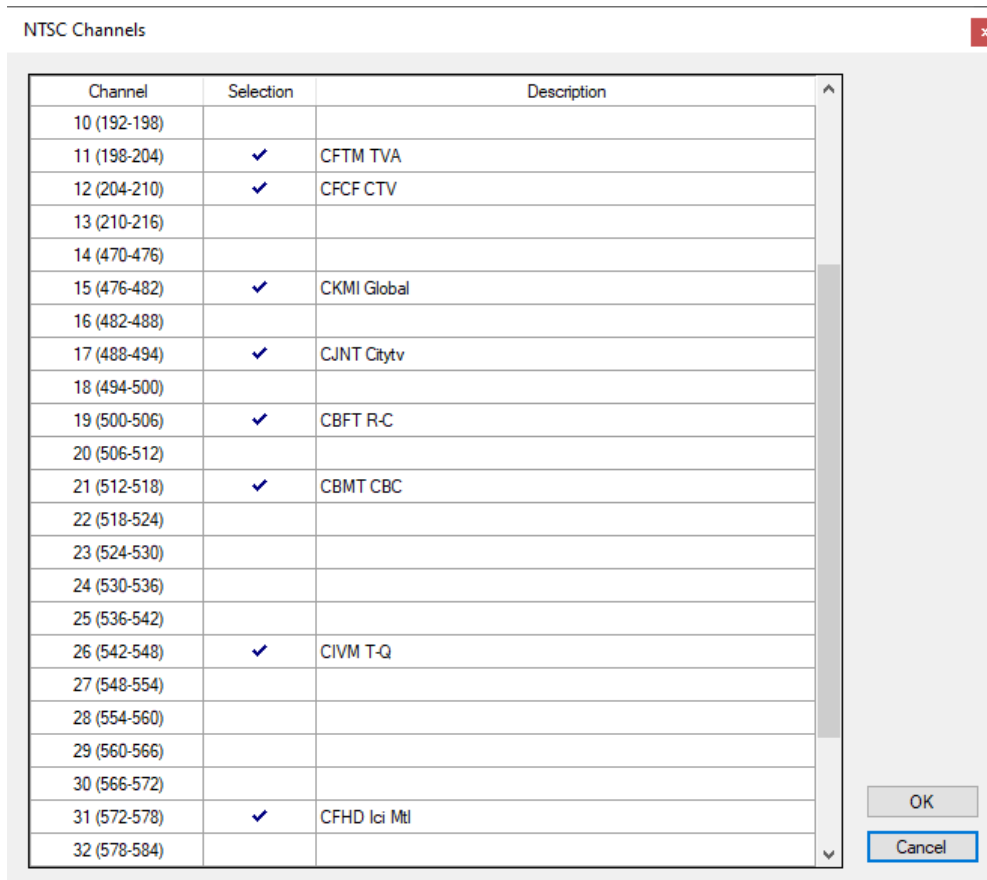 NTSC Channels
Channel Selection Description
10 (192-198)
11 (198-204) CFTM TVA
12 (204-210) CFCF CTV
13 (210-216)
14 (470-476)
15 (476-482) CKMI Global
16 (482-488)
17 (488-494) CJNT Citytv
18 (494-500)
19 (500-506) CBFT R-C
20 (506-512)
21 (512-518) CBMT CBC
22 (518-524)
23 (524-530)
24 (530-536)
25 (536-542)
26 (542-548) CIVM T-Q
27 (548-554)
28 (554-560)
29 (560-566)
30 (566-572)
31 (572-578) CFHD Ici Mtl
32 (578-584)
OK
Cancel